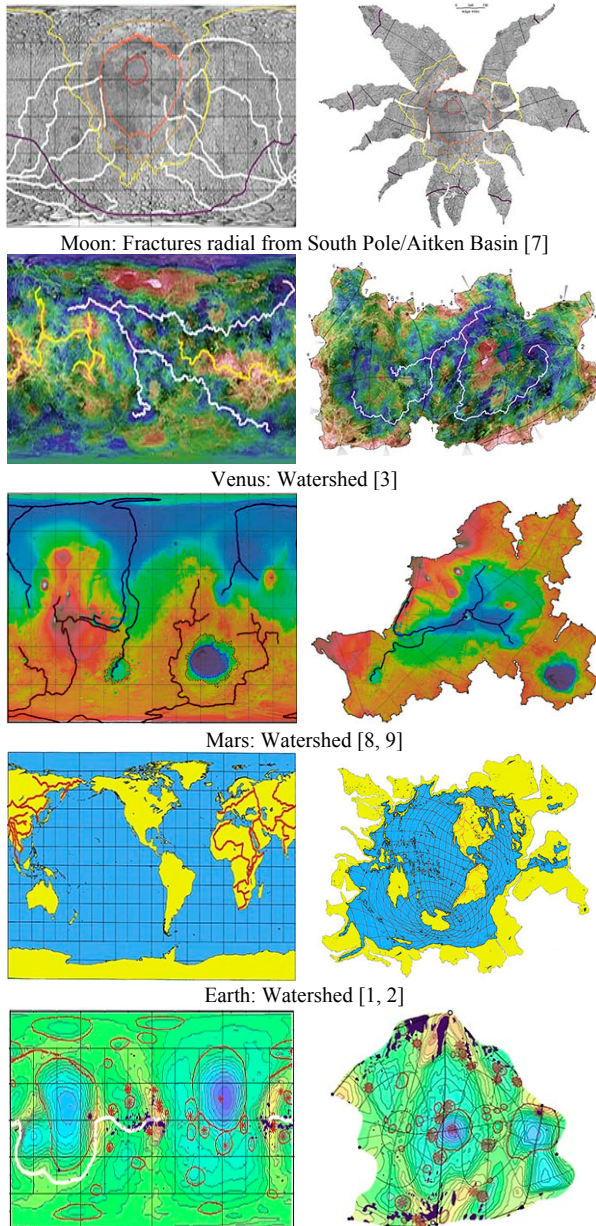 Moon: Fractures radial from South Pole/Aitken Basin [7]
Venus: Watershed [3]
Mars: Watershed [8, 9]
Earth: Watershed [1, 2]